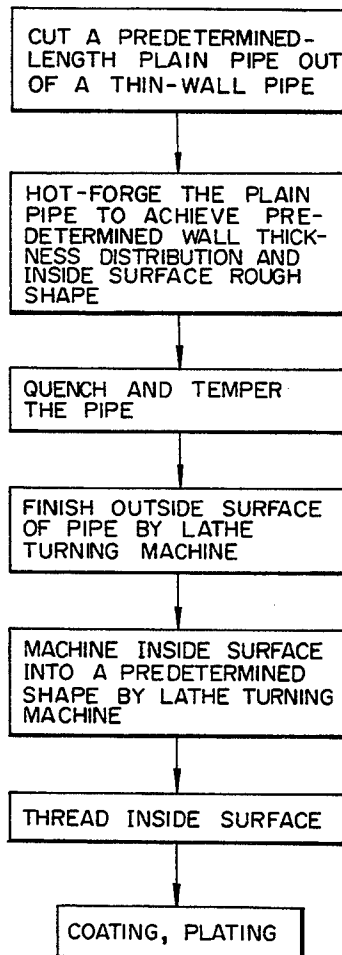 CUT A PREDETERMINED-
LENGTH PLAIN PIPE OUT
OF A THIN-WALL PIPE
HOT-FORGE THE PLAIN
PIPE TO ACHIEVE PRE-
DETERMINED WALL THICK-
NESS DISTRIBUTION AND
INSIDE SURFACE ROUGH
SHAPE
QUENCH AND TEMPER
THE PIPE
FINISH OUTSIDE SURFACE
OF PIPE BY LATHE
TURNING MACHINE
MACHINE INSIDE SURFACE
INTO A PREDETERMINED
SHAPE BY LATHE TURNING
MACHINE
THREAD INSIDE SURFACE
COATING, PLATING